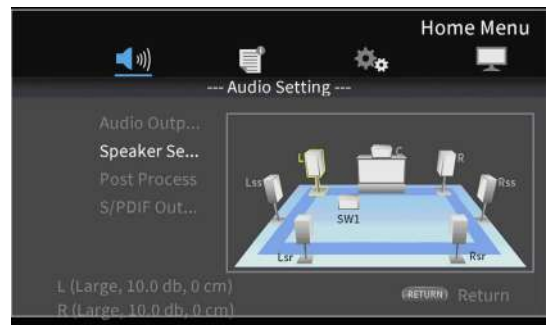 Home Menu
--- Audio Setting ---
Audio Outp...
Speaker Se...
Post Process
S/PDIF Out...
L
C
R
Lss
Rss
SW1
Lsr
Rsr
L (Large, 10.0 db, 0 cm)
R (Large, 10.0 db, 0 cm)
RETURN Return